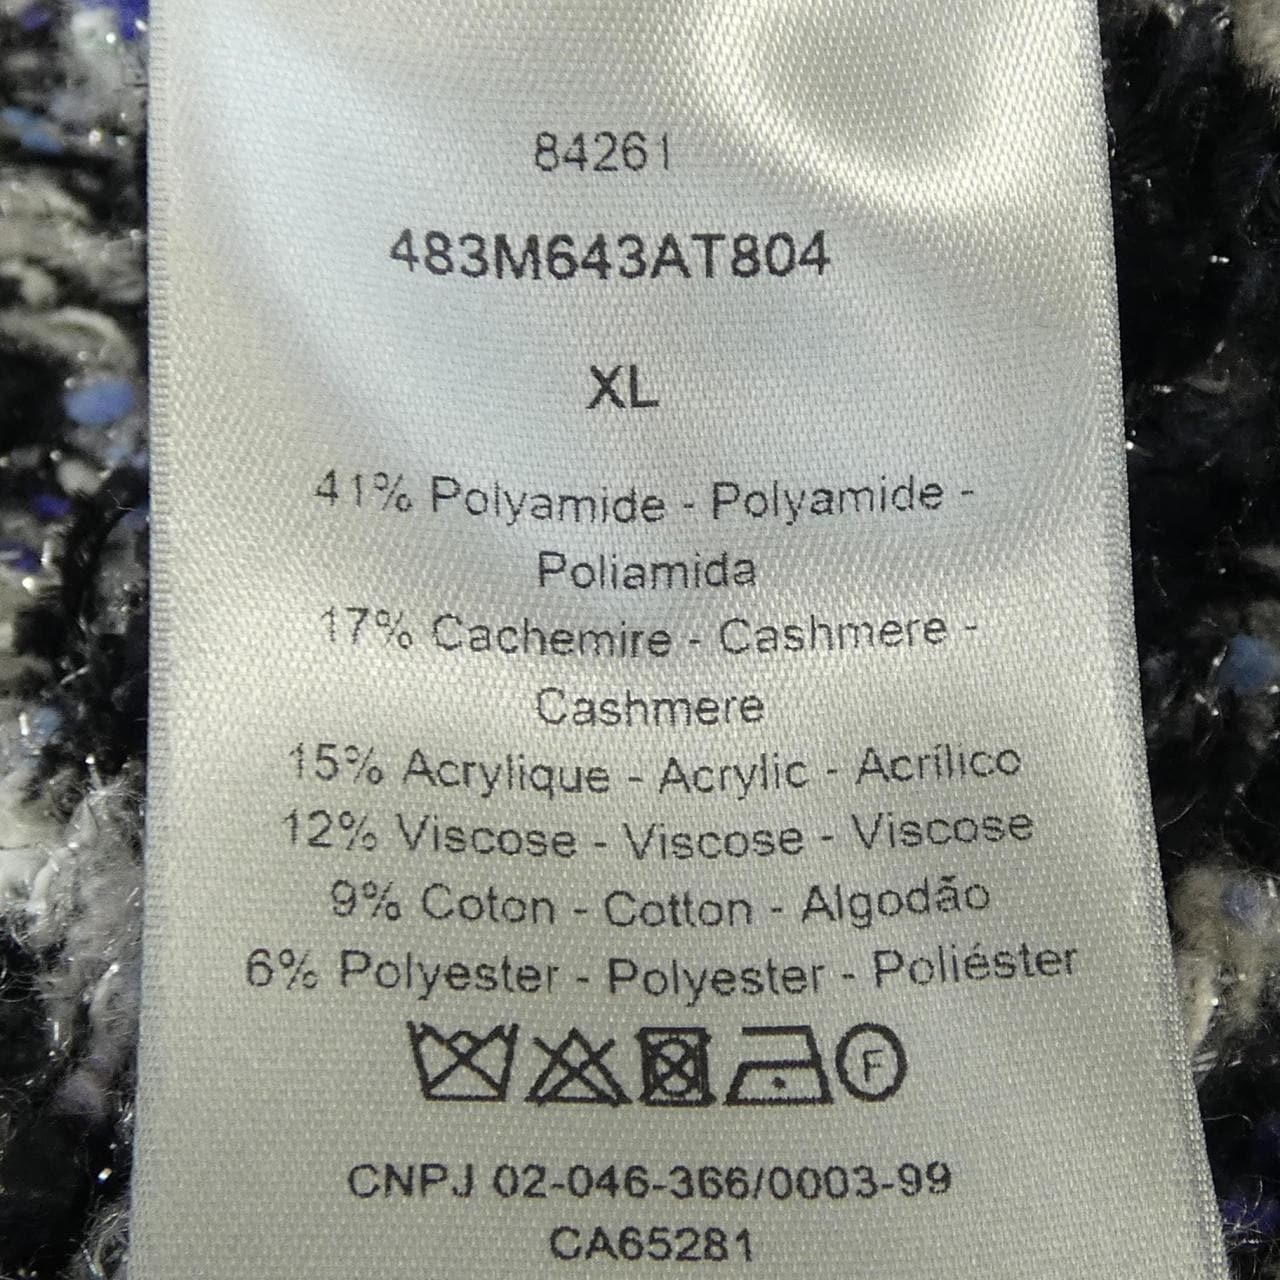 84261
483M643AT804
XL
41% Polyamide - Polyamide -
Poliamida
17% Cachemire - Cashmere -
Cashmere
15% Acrylique - Acrylic - Acrílico
12% Viscose - Viscose - Viscose
9% Coton - Cotton - Algodão
6% Polyester - Polyester - Poliéster
F
CNPJ 02-046-366/0003-99
CA65281